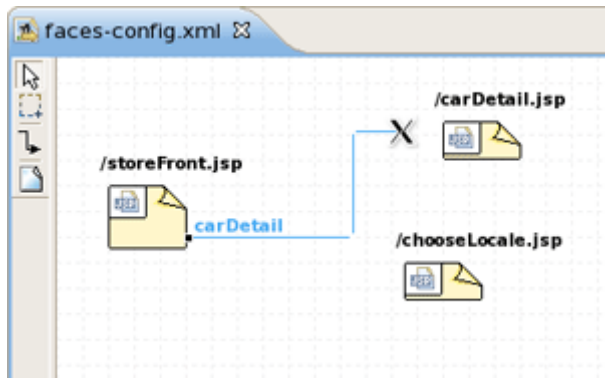 faces-config.xml
/carDetail.jsp
/storeFront.jsp
carDetail
/chooseLocale.jsp